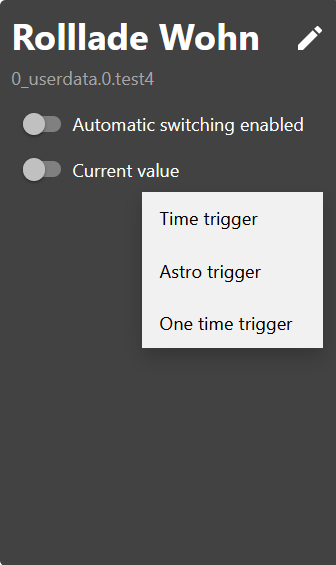 Rolllade Wohn
0_userdata.0.test4
Automatic switching enabled
Current value
Time trigger
Astro trigger
One time trigger